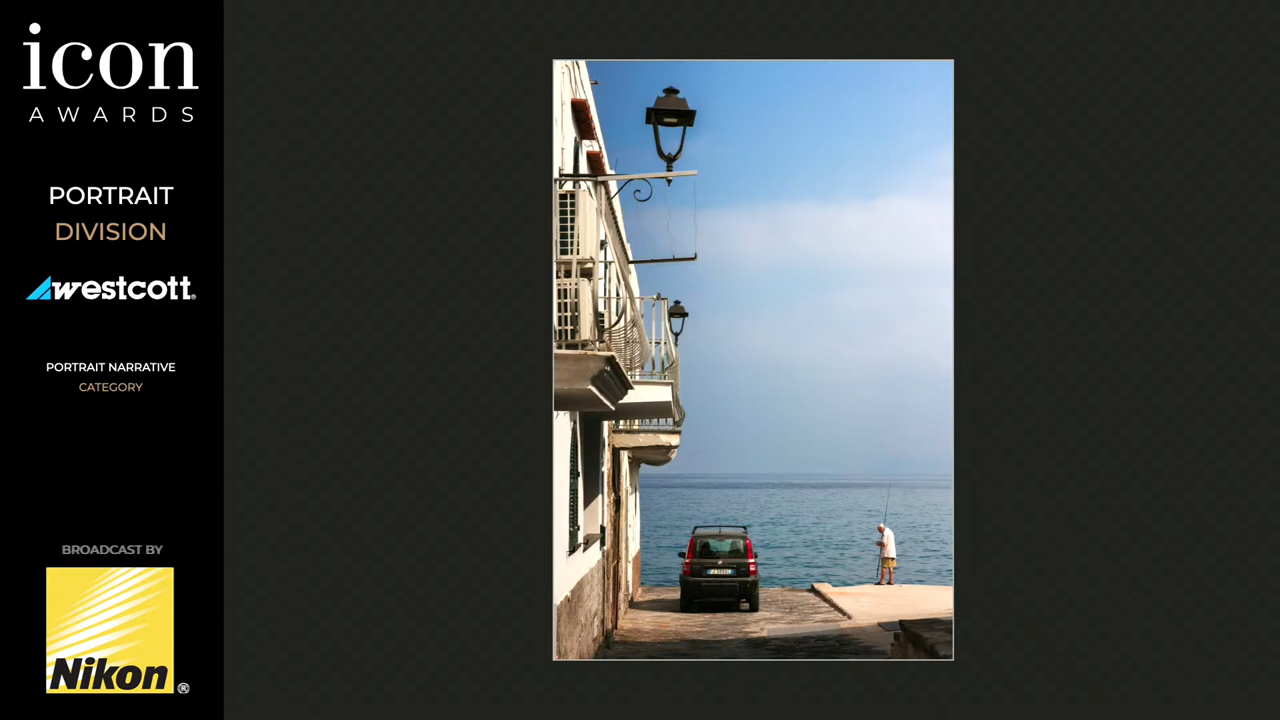 icon
AWARDS
PORTRAIT
DIVISION
westcott®
PORTRAIT NARRATIVE
CATEGORY
BROADCAST BY
Nikon®